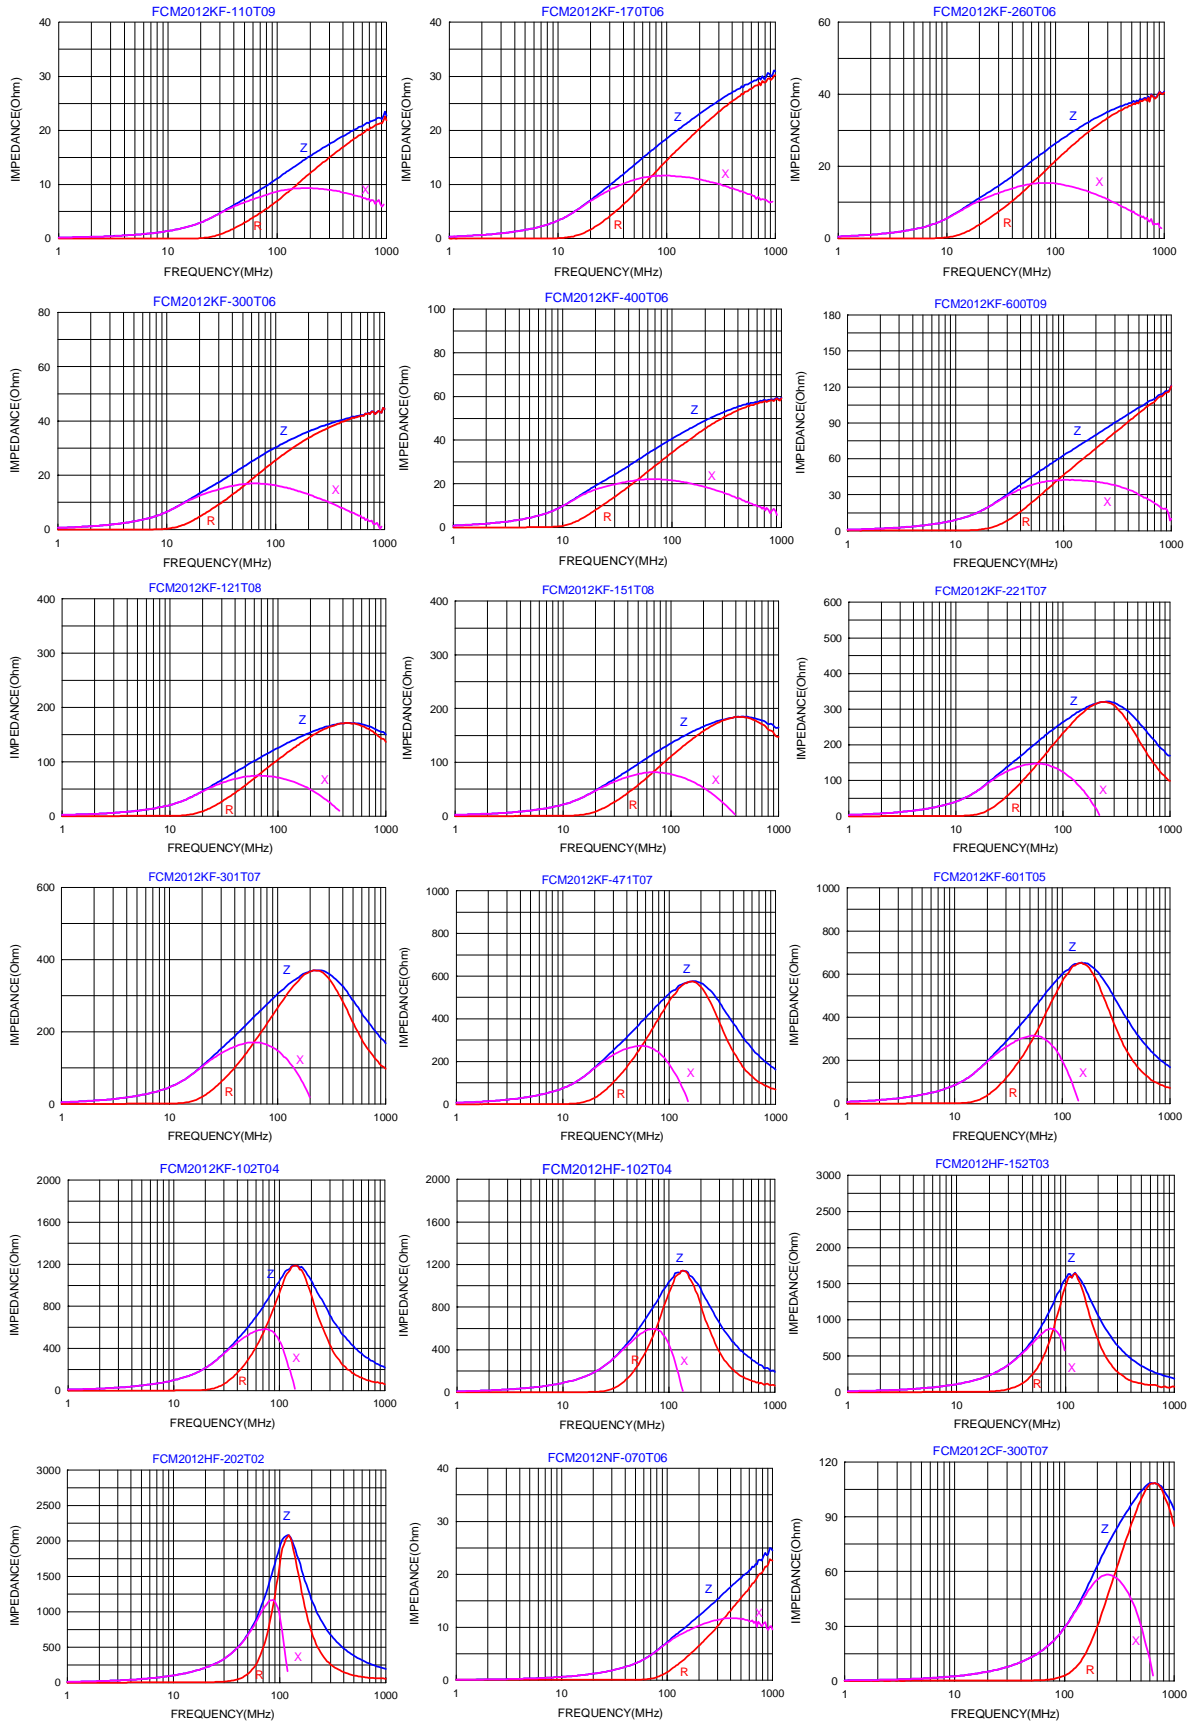 FCM2012KF-110T09
IMPEDANCE(Ohm)
40
30
20
10
0
Z
X
R
1
10
100
1000
FREQUENCY(MHz)
FCM2012KF-170T06
IMPEDANCE(Ohm)
40
30
20
10
0
Z
X
R
1
10
100
1000
FREQUENCY(MHz)
FCM2012KF-260T06
IMPEDANCE(Ohm)
60
40
20
0
Z
X
R
1
10
100
1000
FREQUENCY(MHz)
FCM2012KF-300T06
IMPEDANCE(Ohm)
80
60
40
20
0
Z
X
R
1
10
100
1000
FREQUENCY(MHz)
FCM2012KF-400T06
IMPEDANCE(Ohm)
100
80
60
40
20
0
Z
X
R
1
10
100
1000
FREQUENCY(MHz)
FCM2012KF-600T09
IMPEDANCE(Ohm)
180
150
120
90
60
30
0
Z
X
R
1
10
100
1000
FREQUENCY(MHz)
FCM2012KF-121T08
IMPEDANCE(Ohm)
400
300
200
100
0
Z
X
R
1
10
100
1000
FREQUENCY(MHz)
FCM2012KF-151T08
IMPEDANCE(Ohm)
400
300
200
100
0
Z
X
R
1
10
100
1000
FREQUENCY(MHz)
FCM2012KF-221T07
IMPEDANCE(Ohm)
600
500
400
300
200
100
0
Z
X
R
1
10
100
1000
FREQUENCY(MHz)
FCM2012KF-301T07
IMPEDANCE(Ohm)
600
400
200
0
Z
X
R
1
10
100
1000
FREQUENCY(MHz)
FCM2012KF-471T07
IMPEDANCE(Ohm)
1000
800
600
400
200
0
Z
X
R
1
10
100
1000
FREQUENCY(MHz)
FCM2012KF-601T05
IMPEDANCE(Ohm)
1000
800
600
400
200
0
Z
X
R
1
10
100
1000
FREQUENCY(MHz)
FCM2012KF-102T04
IMPEDANCE(Ohm)
2000
1600
1200
800
400
0
Z
X
R
1
10
100
1000
FREQUENCY(MHz)
FCM2012HF-102T04
IMPEDANCE(Ohm)
2000
1600
1200
800
400
0
Z
R
X
1
10
100
1000
FREQUENCY(MHz)
FCM2012HF-152T03
IMPEDANCE(Ohm)
3000
2500
2000
1500
1000
500
0
Z
X
R
1
10
100
1000
FREQUENCY(MHz)
FCM2012HF-202T02
IMPEDANCE(Ohm)
3000
2500
2000
1500
1000
500
0
Z
X
R
1
10
100
1000
FREQUENCY(MHz)
FCM2012NF-070T06
IMPEDANCE(Ohm)
40
30
20
10
0
Z
X
R
1
10
100
1000
FREQUENCY(MHz)
FCM2012CF-300T07
IMPEDANCE(Ohm)
120
90
60
30
0
Z
X
R
1
10
100
1000
FREQUENCY(MHz)